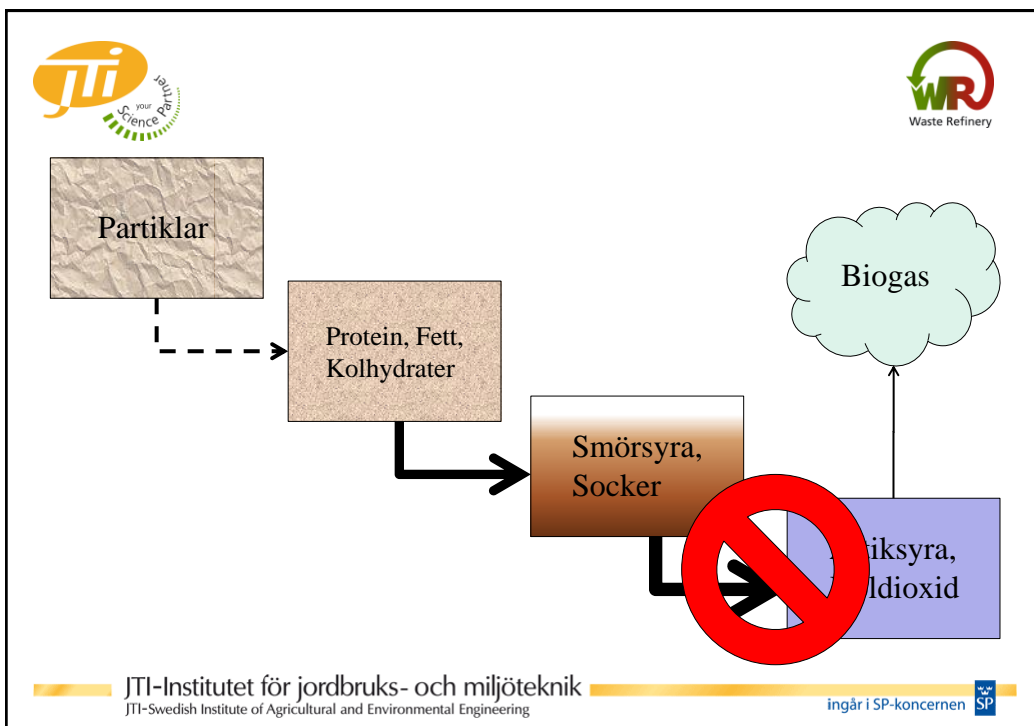 JTi
your
Science Partner
WR
Waste Refinery
Partiklar
Biogas
Protein, Fett,
Kolhydrater
Smörsyra,
Socker
JTI-Institutet för jordbruks- och miljöteknik
JTI-Swedish Institute of Agricultural and Environmental Engineering
ingår i SP-koncernen
SP